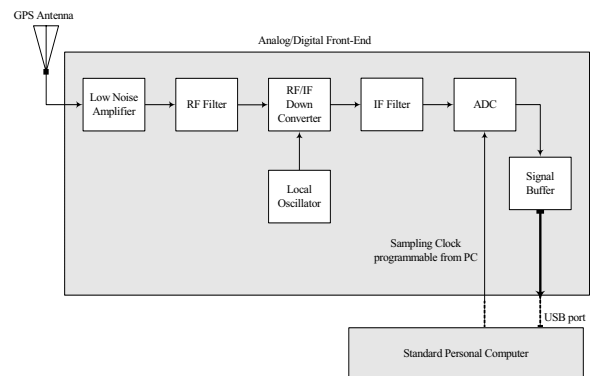 GPS Antenna
Analog/Digital Front-End
Low Noise
Amplifier
RF Filter
RF/IF
Down
Converter
IF Filter
ADC
Local
Oscillator
Signal
Buffer
Sampling Clock
programmable from PC
USB port
Standard Personal Computer